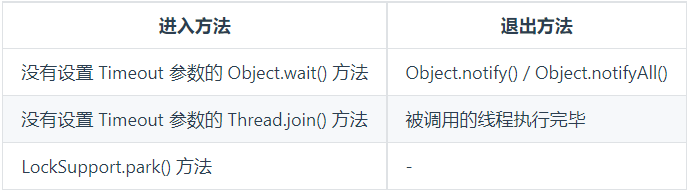 进入方法 退出方法
没有设置 Timeout 参数的 Object.wait() 方法 Object.notify() / Object.notifyAll()
没有设置 Timeout 参数的 Thread.join() 方法 被调用的线程执行完毕
LockSupport.park() 方法 -